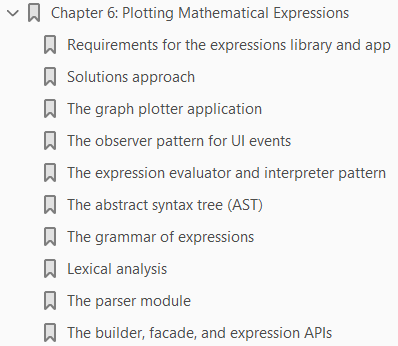 Chapter 6: Plotting Mathematical Expressions
Requirements for the expressions library and app
Solutions approach
The graph plotter application
The observer pattern for UI events
The expression evaluator and interpreter pattern
The abstract syntax tree (AST)
The grammar of expressions
Lexical analysis
The parser module
The builder, facade, and expression APIs